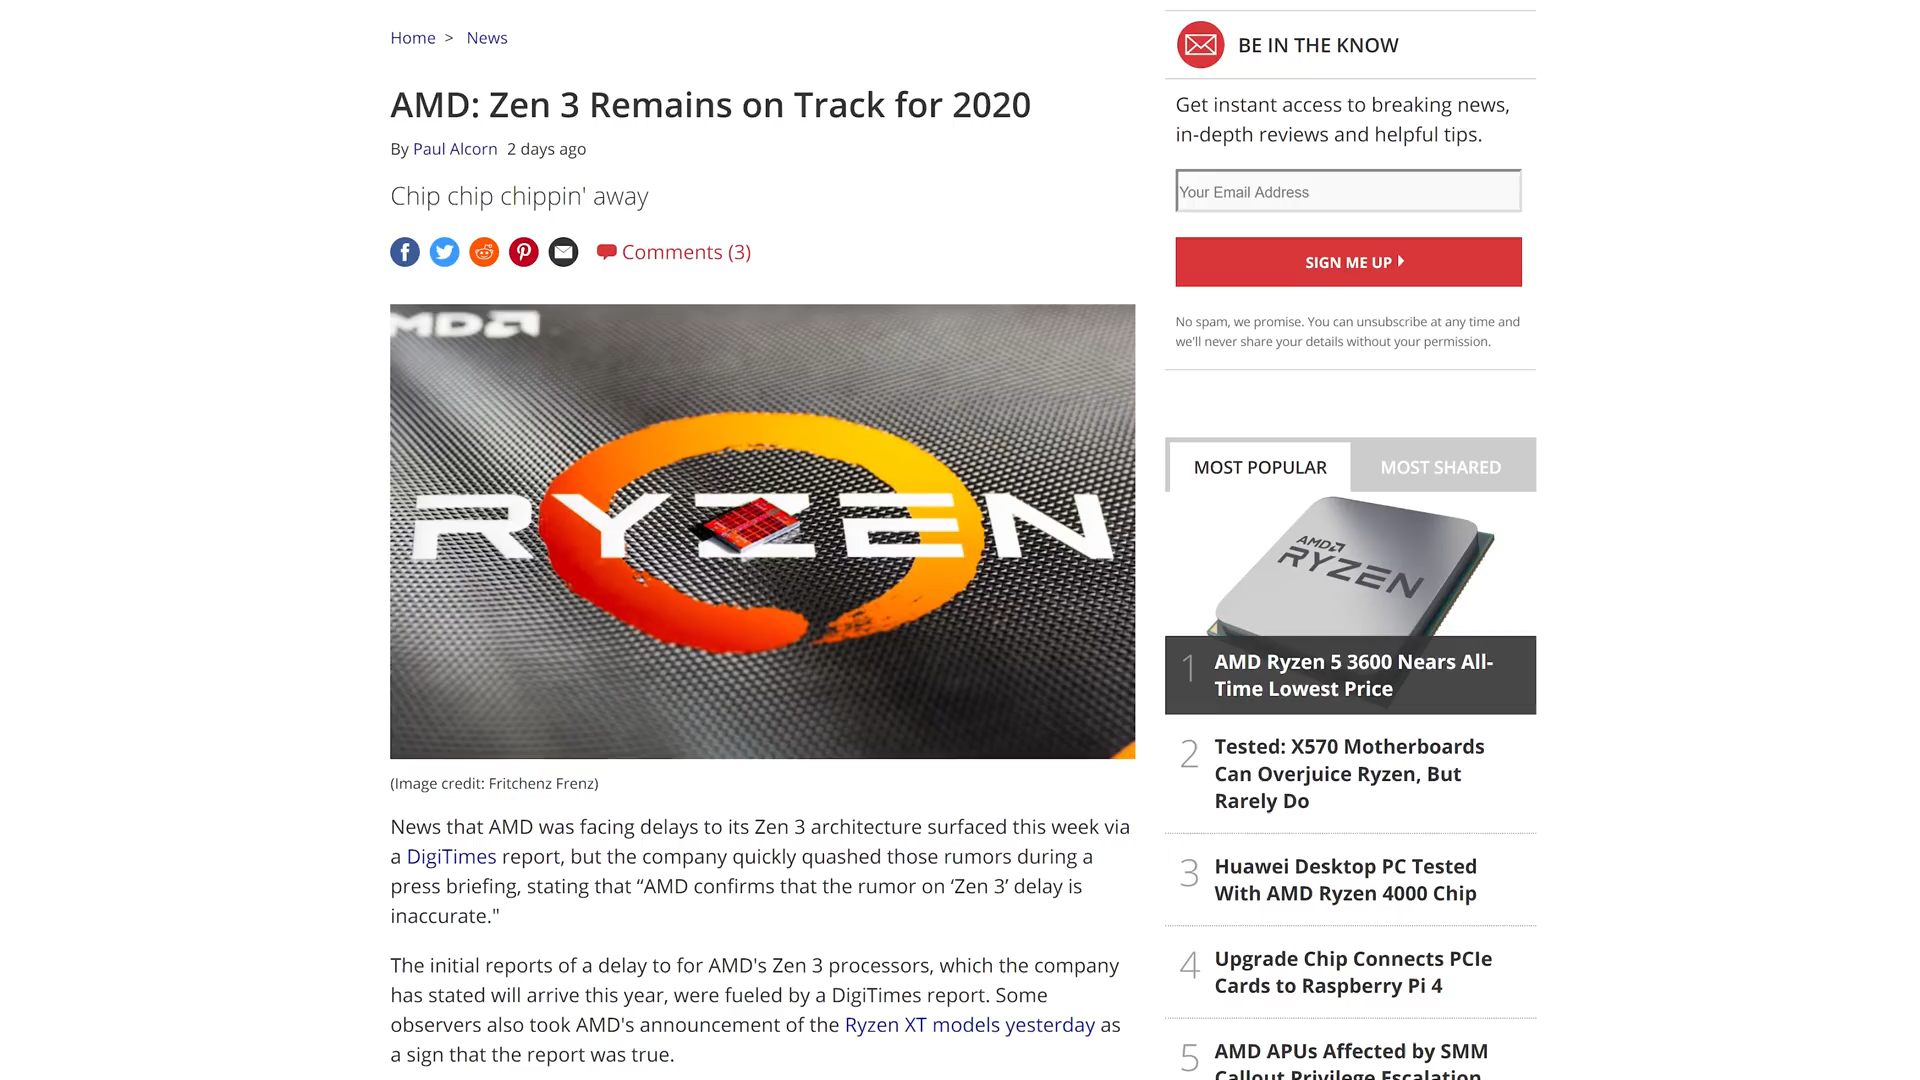 Home > News
AMD: Zen 3 Remains on Track for 2020
By Paul Alcorn 2 days ago
Chip chip chippin' away
Comments (3)
MDA
RYZEN
(Image credit: Fritchenz Frenz)
News that AMD was facing delays to its Zen 3 architecture surfaced this week via
a DigiTimes report, but the company quickly quashed those rumors during a
press briefing, stating that “AMD confirms that the rumor on ‘Zen 3’ delay is
inaccurate."
The initial reports of a delay to for AMD's Zen 3 processors, which the company
has stated will arrive this year, were fueled by a DigiTimes report. Some
observers also took AMD's announcement of the Ryzen XT models yesterday as
a sign that the report was true.
BE IN THE KNOW
Get instant access to breaking news,
in-depth reviews and helpful tips.
Your Email Address
SIGN ME UP
No spam, we promise. You can unsubscribe at any time and
we'll never share your details without your permission.
MOST POPULAR
MOST SHARED
AMD
RYZEN
1 AMD Ryzen 5 3600 Nears All-
Time Lowest Price
2 Tested: X570 Motherboards
Can Overjuice Ryzen, But
Rarely Do
3 Huawei Desktop PC Tested
With AMD Ryzen 4000 Chip
4 Upgrade Chip Connects PCIe
Cards to Raspberry Pi 4
5 AMD APUs Affected by SMM
Callout Privilege Escalation